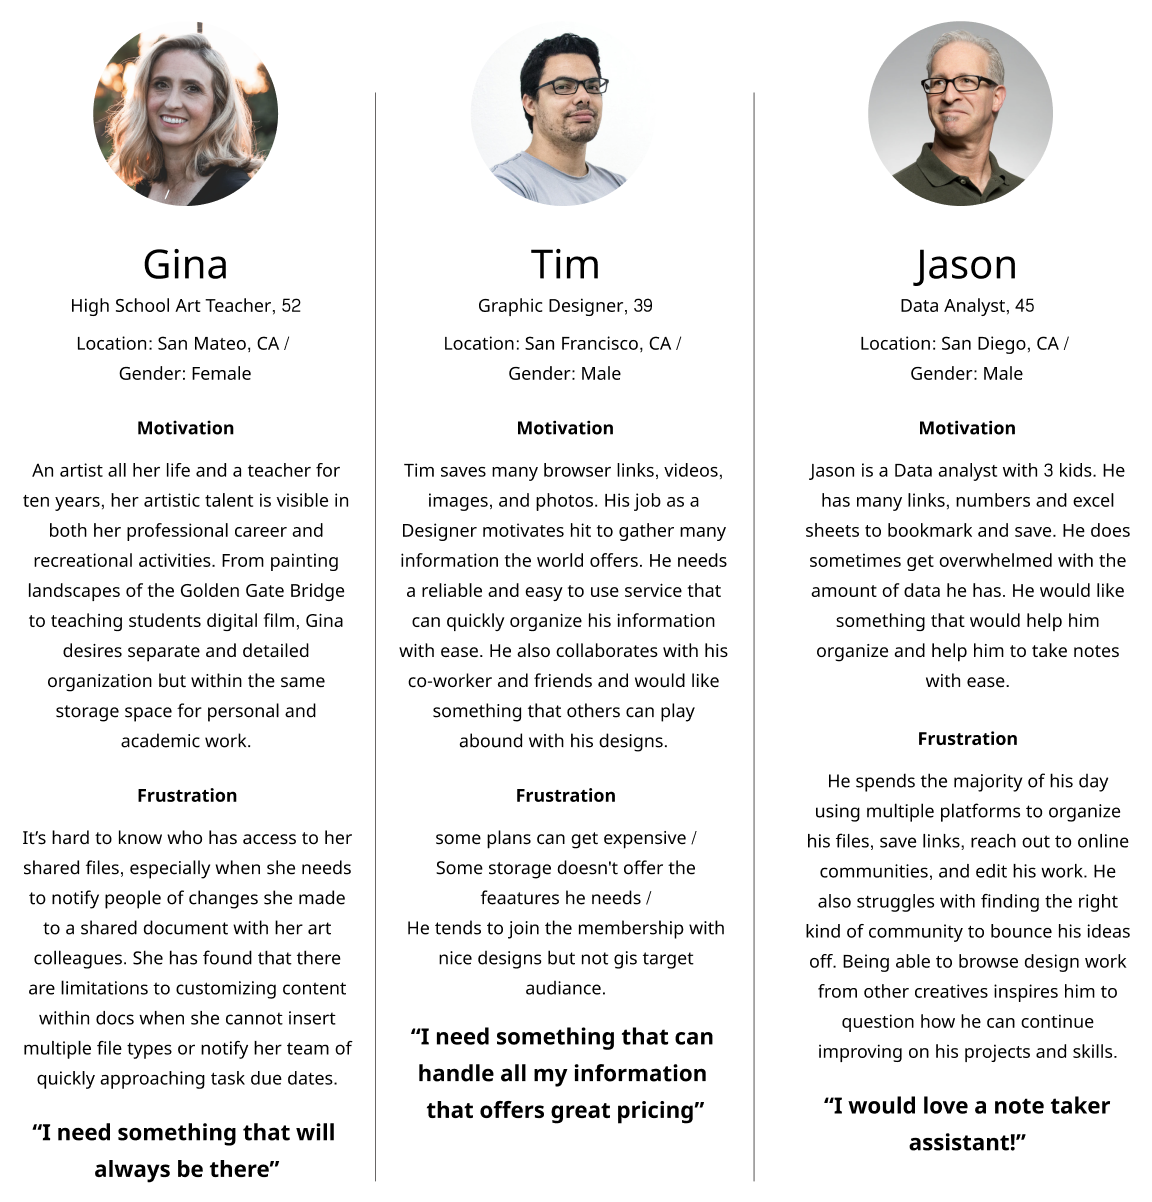 Gina
High School Art Teacher, 52
Location: San Mateo, CA /
Gender: Female
Motivation
An artist all her life and a teacher for
ten years, her artistic talent is visible in
both her professional career and
recreational activities. From painting
landscapes of the Golden Gate Bridge
to teaching students digital film, Gina
desires separate and detailed
organization but within the same
storage space for personal and
academic work.
Frustration
It’s hard to know who has access to her
shared files, especially when she needs
to notify people of changes she made
to a shared document with her art
colleagues. She has found that there
are limitations to customizing content
within docs when she cannot insert
multiple file types or notify her team of
quickly approaching task due dates.
“I need something that will
always be there”
Tim
Graphic Designer, 39
Location: San Francisco, CA /
Gender: Male
Motivation
Tim saves many browser links, videos,
images, and photos. His job as a
Designer motivates hit to gather many
information the world offers. He needs
a reliable and easy to use service that
can quickly organize his information
with ease. He also collaborates with his
co-worker and friends and would like
something that others can play
abound with his designs.
Frustration
some plans can get expensive /
Some storage doesn't offer the
feaatures he needs /
He tends to join the membership with
nice designs but not gis target
audience.
“I need something that can
handle all my information
that offers great pricing”
Jason
Data Analyst, 45
Location: San Diego, CA /
Gender: Male
Motivation
Jason is a Data analyst with 3 kids. He
has many links, numbers and excel
sheets to bookmark and save. He does
sometimes get overwhelmed with the
amount of data he has. He would like
something that would help him
organize and help him to take notes
with ease.
Frustration
He spends the majority of his day
using multiple platforms to organize
his files, save links, reach out to online
communities, and edit his work. He
also struggles with finding the right
kind of community to bounce his ideas
off. Being able to browse design work
from other creatives inspires him to
question how he can continue
improving on his projects and skills.
“I would love a note taker
assistant!”